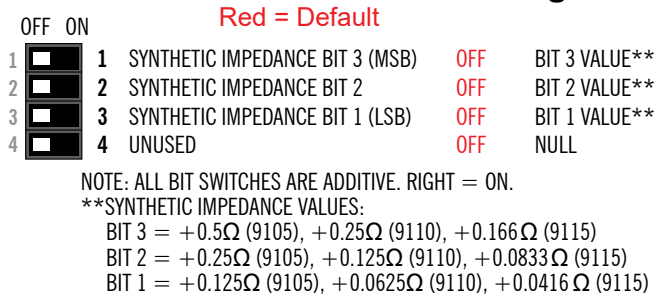 Red = Default
OFF ON
1 1 SYNTHETIC IMPEDANCE BIT 3 (MSB) OFF BIT 3 VALUE**
2 2 SYNTHETIC IMPEDANCE BIT 2 OFF BIT 2 VALUE**
3 3 SYNTHETIC IMPEDANCE BIT 1 (LSB) OFF BIT 1 VALUE**
4 4 UNUSED OFF NULL
NOTE: ALL BIT SWITCHES ARE ADDITIVE. RIGHT = ON.
**SYNTHETIC IMPEDANCE VALUES:
BIT 3 = +0.5Ω (9105), +0.25Ω (9110), +0.166Ω (9115)
BIT 2 = +0.25Ω (9105), +0.125Ω (9110), +0.0833Ω (9115)
BIT 1 = +0.125Ω (9105), +0.0625Ω (9110), +0.0416Ω (9115)